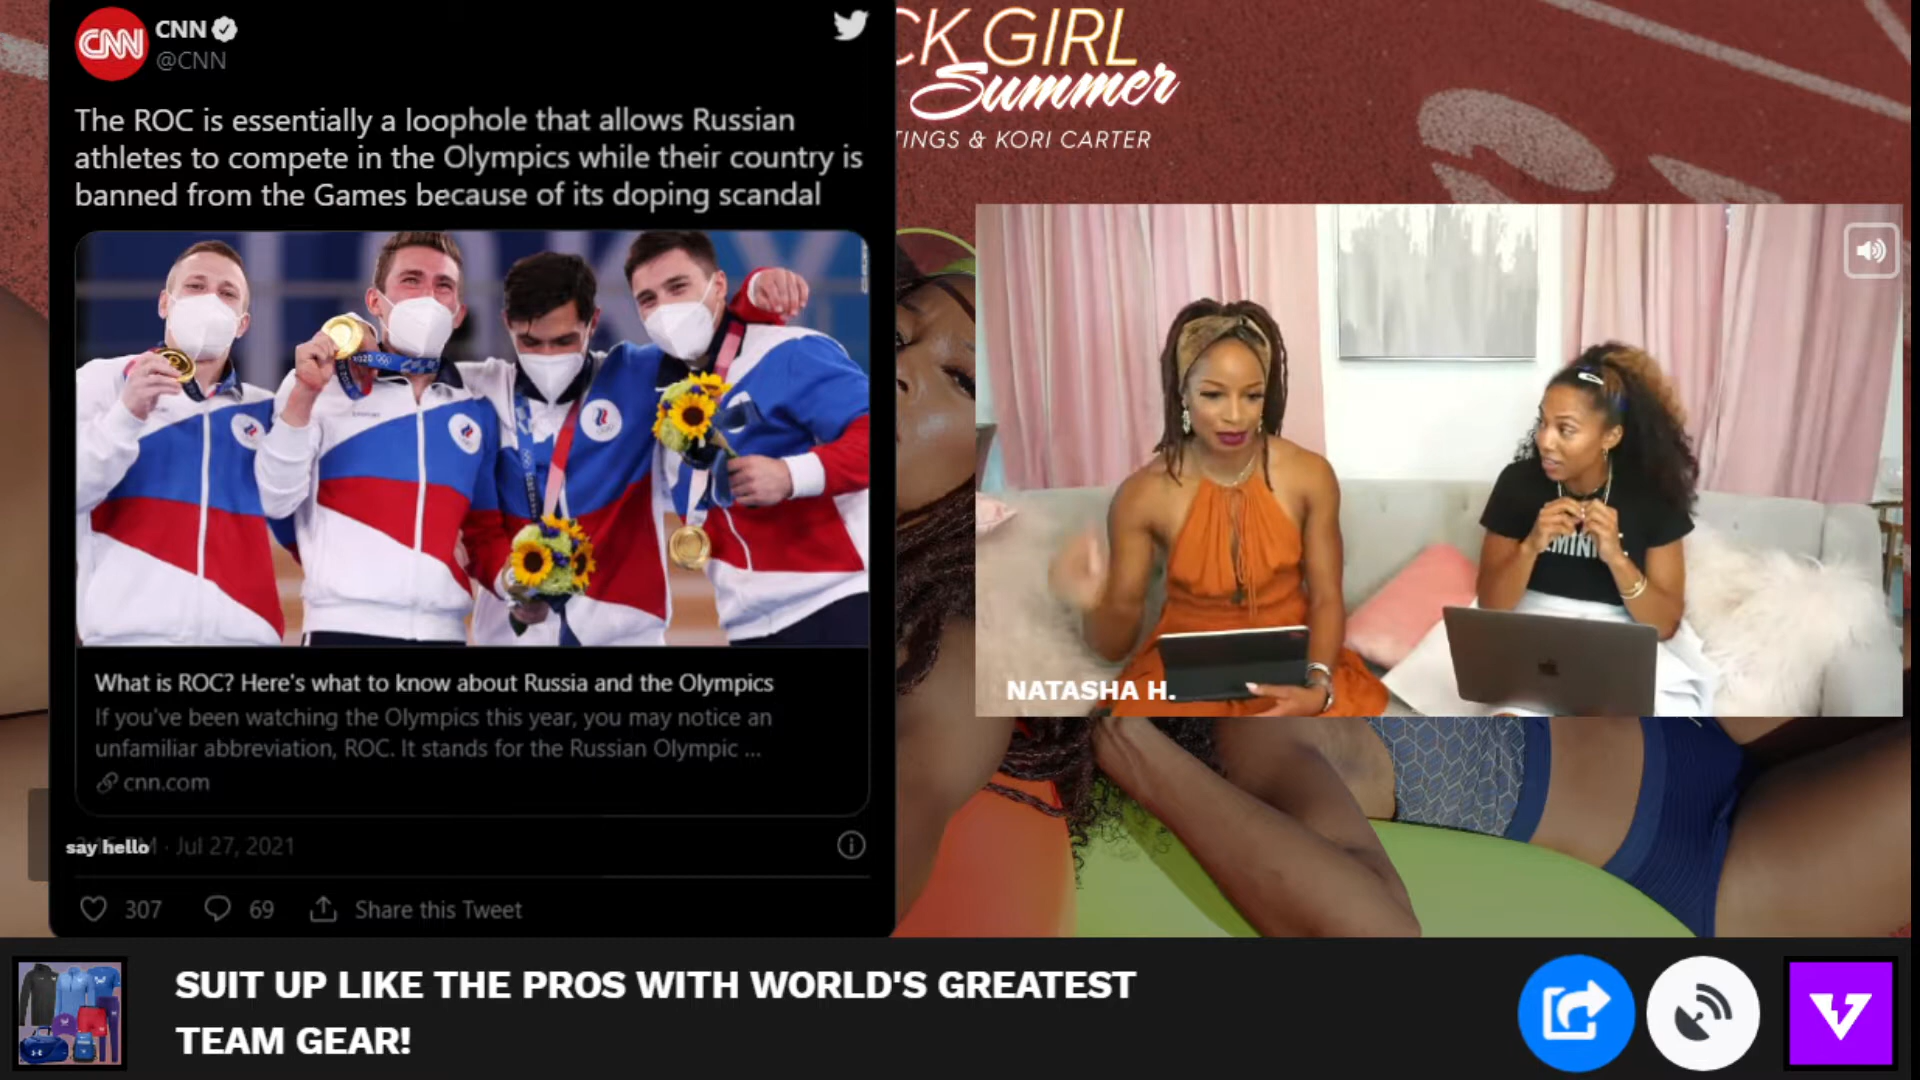 CNN
CNN
@CNN
The ROC is essentially a loophole that allows Russian
athletes to compete in the Olympics while their country is
banned from the Games because of its doping scandal
2020
What is ROC? Here's what to know about Russia and the Olympics
If you've been watching the Olympics this year, you may notice an
unfamiliar abbreviation, ROC. It stands for the Russian Olympic ...
cnn.com
say hello
· Jul 27, 2021
307
69
Share this Tweet
CK GIRL
Summer
TINGS & KORI CARTER
EMINI
NATASHA H.
SUIT UP LIKE THE PROS WITH WORLD'S GREATEST
TEAM GEAR!